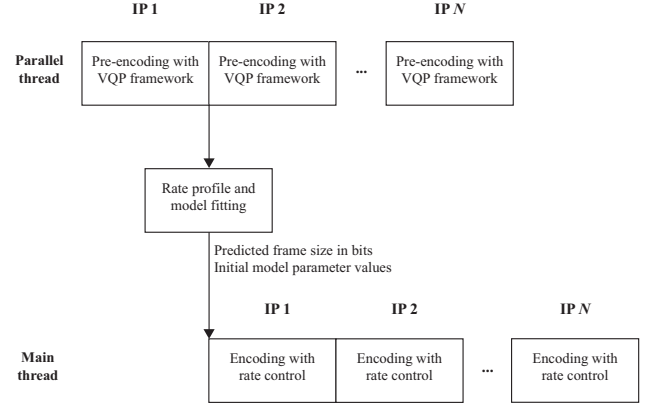 IP 1 IP 2 IP N
Parallel
thread
Pre-encoding with
VQP framework
Pre-encoding with
VQP framework
...
Pre-encoding with
VQP framework
Rate profile and
model fitting
Predicted frame size in bits
Initial model parameter values
IP 1 IP 2 IP N
Main
thread
Encoding with
rate control
Encoding with
rate control
...
Encoding with
rate control